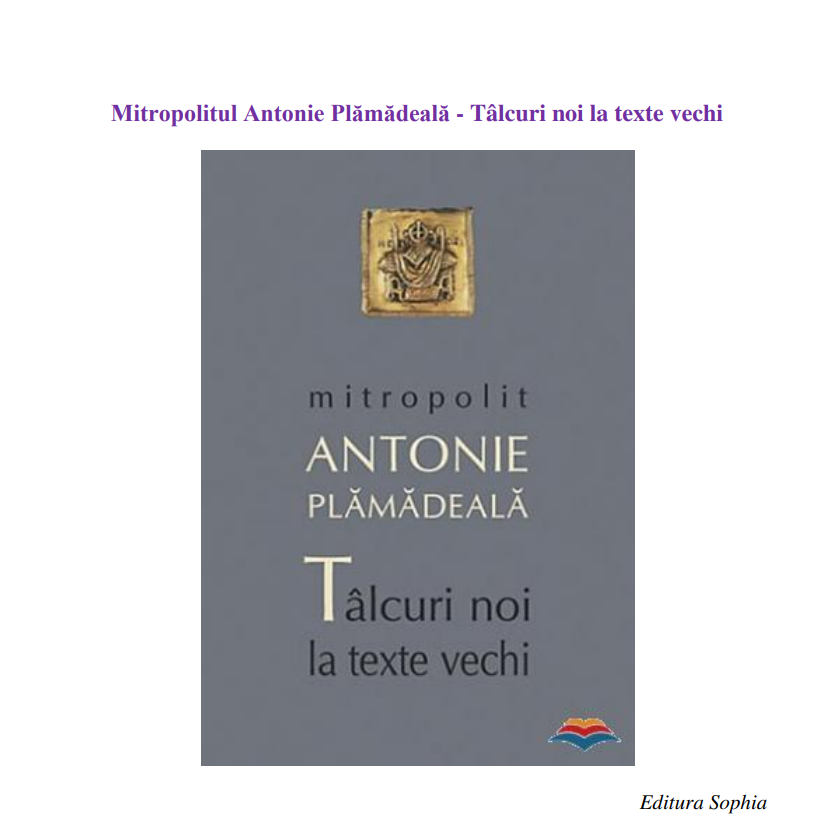 Mitropolitul Antonie Plămădeală - Tâlcuri noi la texte vechi
mitropolit
ANTONIE
PLĂMĂDEALĂ
Tâlcuri noi
la texte vechi
Editura Sophia